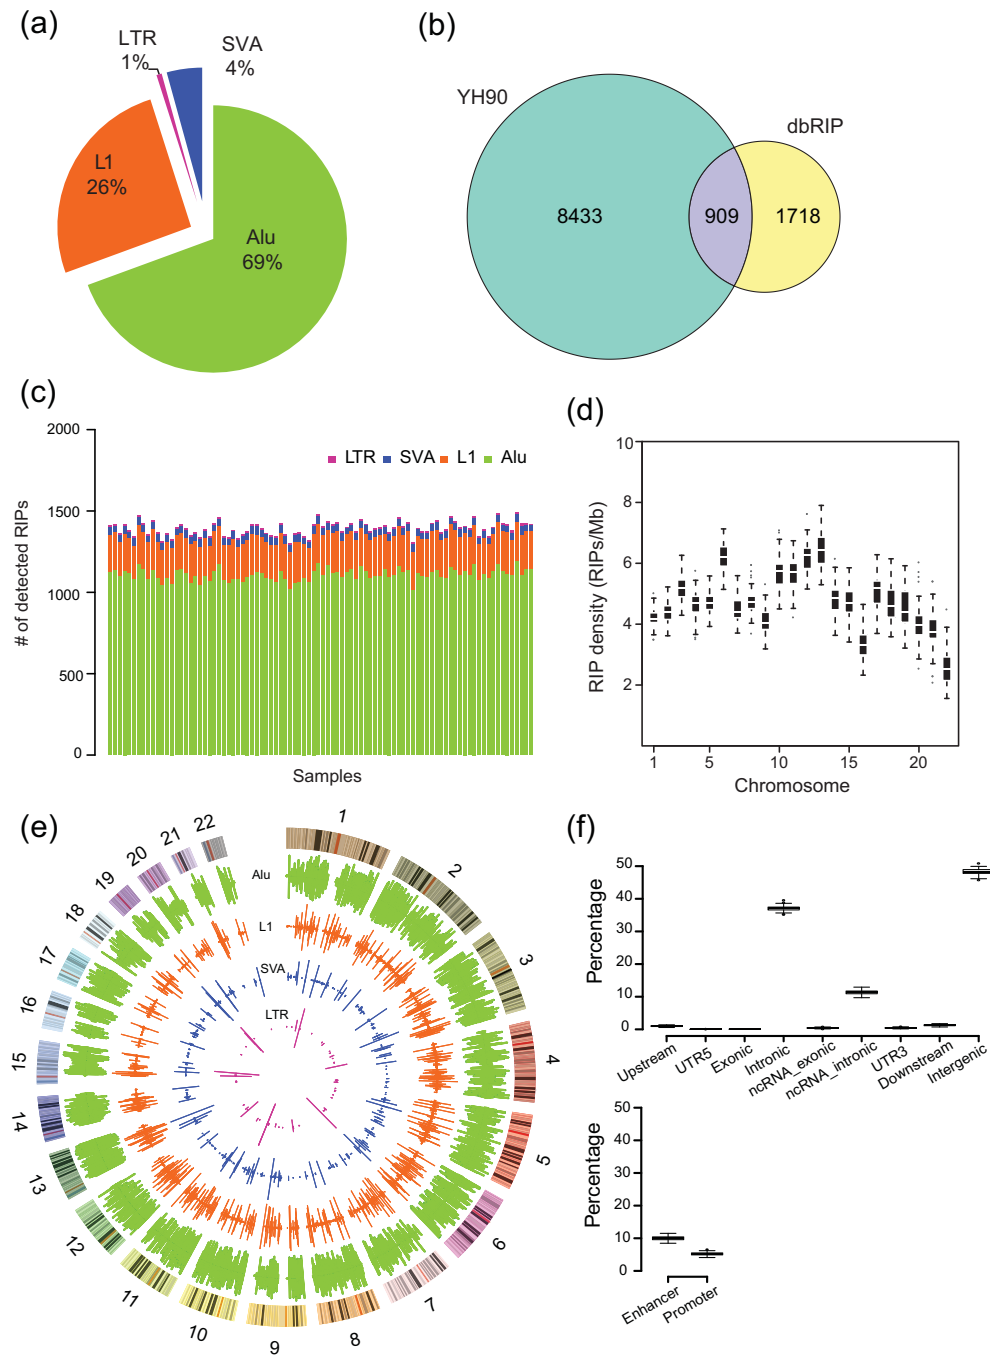 (a)
LTR
1%
SVA
4%
L1
26%
Alu
69%
(b)
YH90
dbRIP
8433
909
1718
(c)
2000
1500
1000
500
0
# of detected RIPs
LTR SVA L1 Alu
Samples
(d)
10
8
6
4
2
RIP density (RIPs/Mb)
1 5 10 15 20
Chromosome
(e)
1
2
3
4
5
6
7
8
9
10
11
12
13
14
15
16
17
18
19
20
21
22
Alu
L1
SVA
LTR
(f)
50
40
30
20
10
0
Percentage
Upstream
UTR5
Exonic
Intronic
ncRNA_exonic
ncRNA_intronic
UTR3
Downstream
Intergenic
50
40
30
20
10
0
Percentage
Enhancer
Promoter